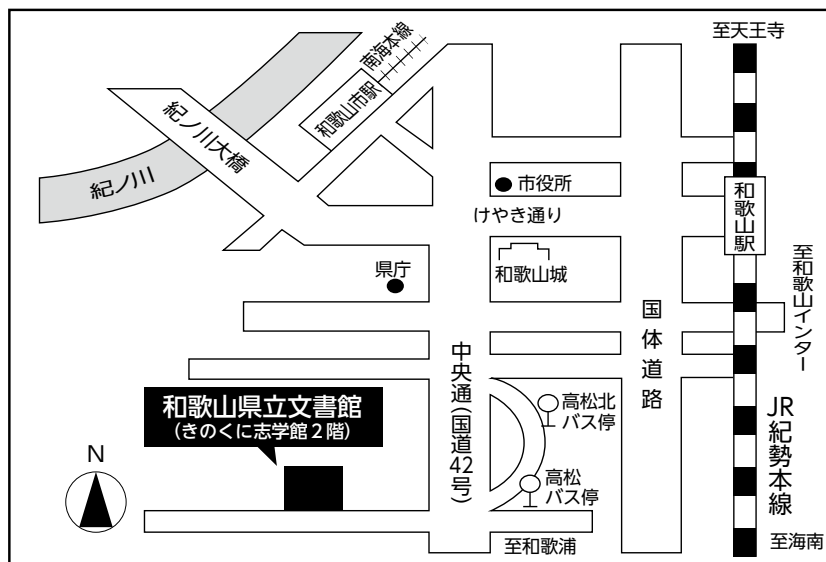 至天王寺
南海本線
和歌山市駅
紀ノ川大橋
紀ノ川
市役所
けやき通り
和歌山駅
県庁
和歌山城
至和歌山インター
国体道路
中央通(国道42号)
和歌山県立文書館
(きのくに志学館２階)
高松北
バス停
JR紀勢本線
N
高松
バス停
至和歌浦
至海南